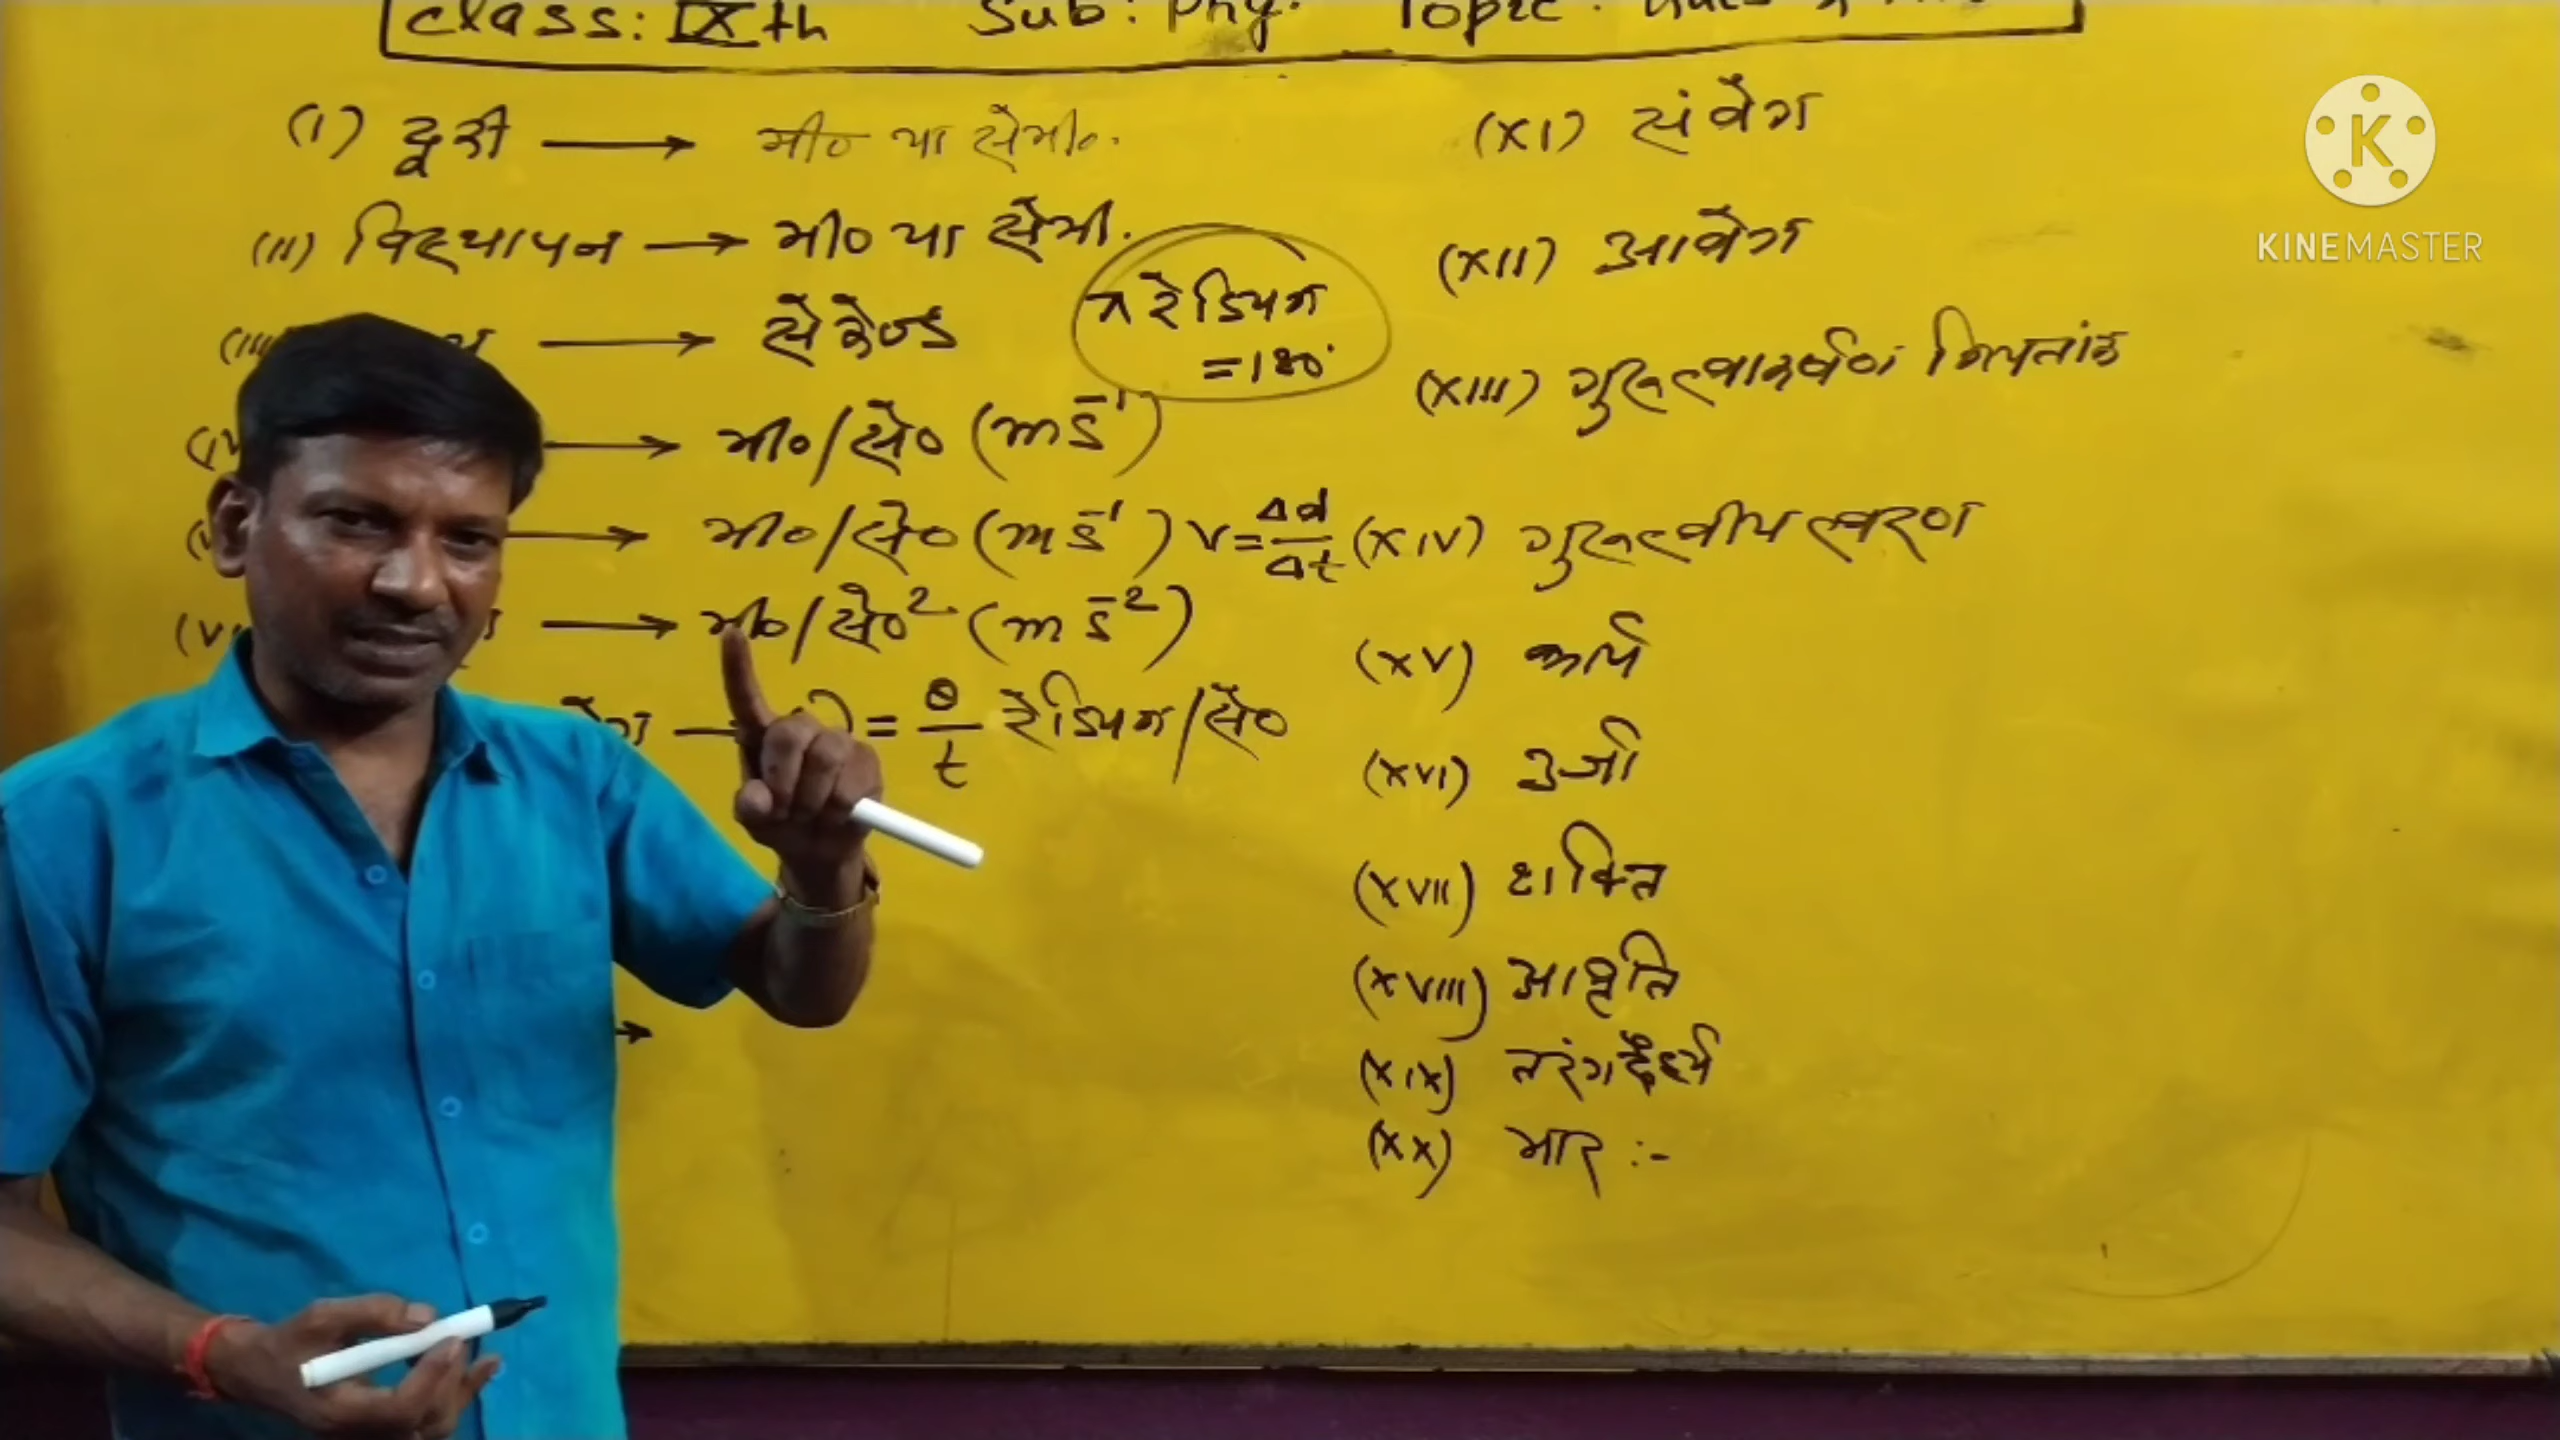 Class: IXth Sub: Phy. Topic:
(I) दूरी → मी० या सेमी०.
(II) विस्थापन → मी० या सेमी.
(III → सेकेण्ड
π रेडियन
= 180°
→ मी०/से० (ms⁻¹)
→ मी०/से० (ms⁻¹) v = Δd/Δt
→ मी०/से०² (ms⁻²)
= θ/t रेडियन/से०
→
(XI) संवेग
(XII) आवेग
(XIII) गुरूत्वाकर्षण नियतांक
(XIV) गुरूत्वीय त्वरण
(XV) कार्य
(XVI) उर्जा
(XVII) शक्ति
(XVIII) आवृति
(XIX) तरंगदैर्ध्य
(XX) भार :-
K
KINEMASTER